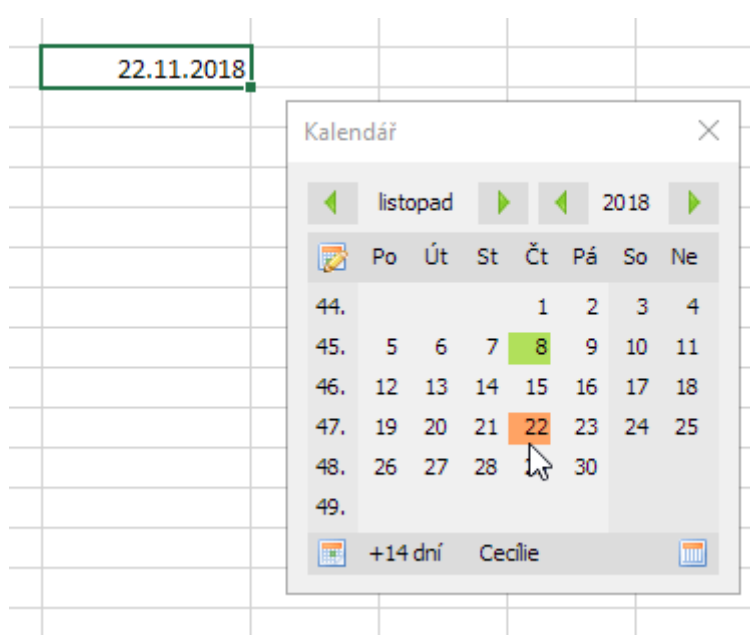 22.11.2018
Kalendář
listopad 2018
Po Út St Čt Pá So Ne
44. 1 2 3 4
45. 5 6 7 8 9 10 11
46. 12 13 14 15 16 17 18
47. 19 20 21 22 23 24 25
48. 26 27 28 30
49.
+14 dní Cecílie